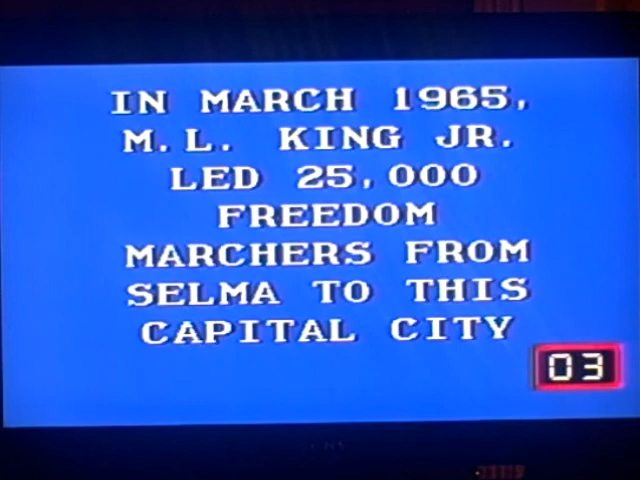 IN MARCH 1965,
M.L. KING JR.
LED 25,000
FREEDOM
MARCHERS FROM
SELMA TO THIS
CAPITAL CITY
03